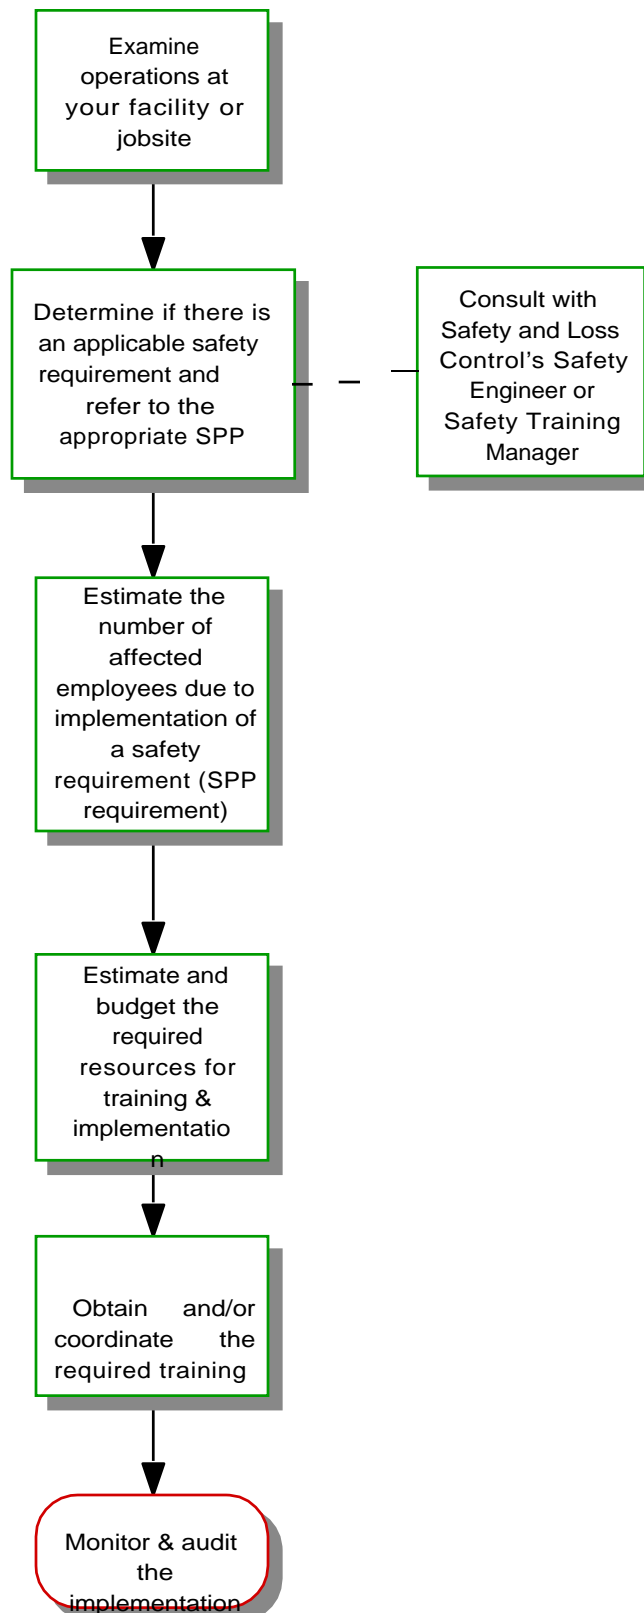 Examine
operations at
your facility or
jobsite
Determine if there is
an applicable safety
requirement and
refer to the
appropriate SPP
Consult with
Safety and Loss
Control's Safety
Engineer or
Safety Training
Manager
Estimate the
number of
affected
employees due to
implementation of
a safety
requirement (SPP
requirement)
Estimate and
budget the
required
resources for
training &
implementatio
n
Obtain and/or
coordinate the
required training
Monitor & audit
the
implementation